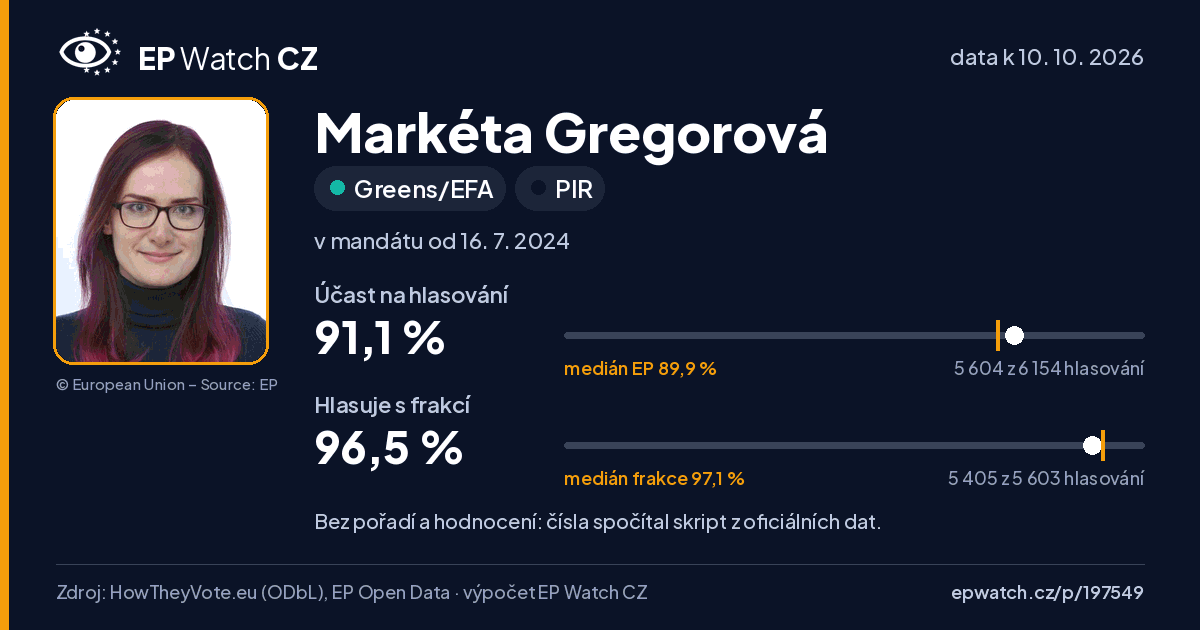 EP Watch CZ
data k 10. 10. 2026
Markéta Gregorová
Greens/EFA
PIR
v mandátu od 16. 7. 2024
Účast na hlasování
91,1 %
medián EP 89,9 %
5 604 z 6 154 hlasování
© European Union – Source: EP
Hlasuje s frakcí
96,5 %
medián frakce 97,1 %
5 405 z 5 603 hlasování
Bez pořadí a hodnocení: čísla spočítal skript z oficiálních dat.
Zdroj: HowTheyVote.eu (ODbL), EP Open Data · výpočet EP Watch CZ
epwatch.cz/p/197549